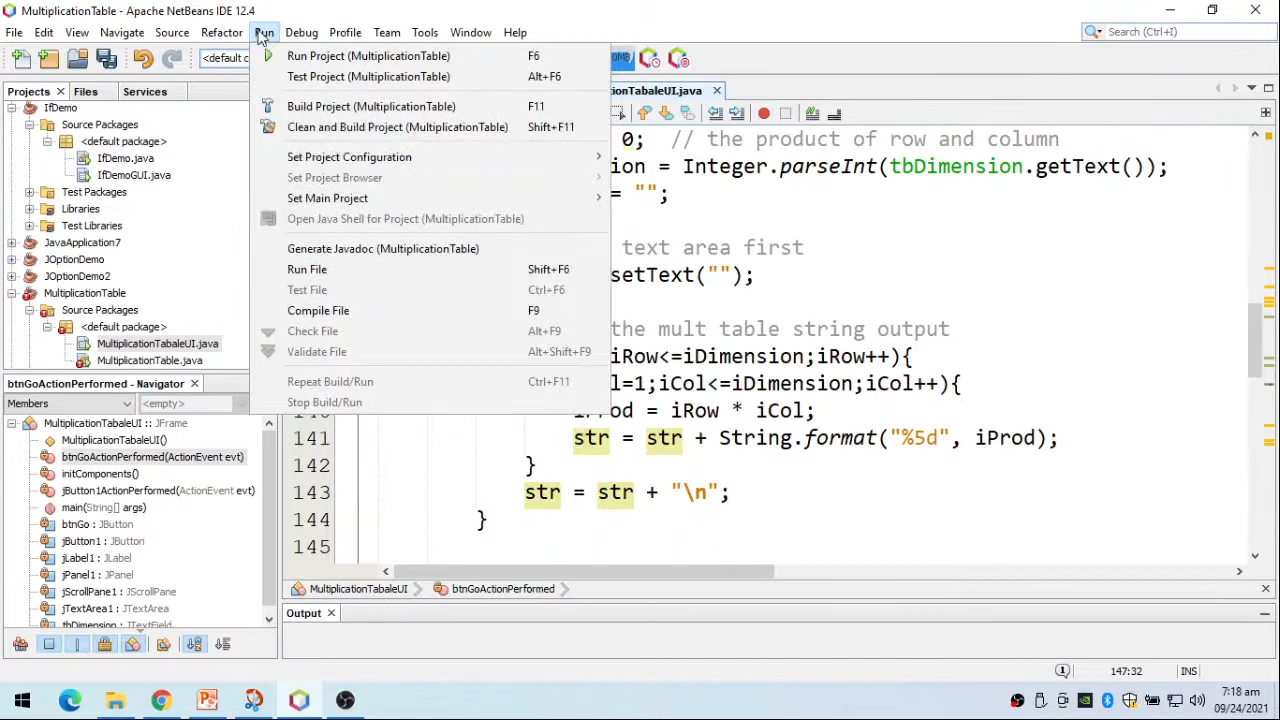 MultiplicationTable - Apache NetBeans IDE 12.4
File Edit View Navigate Source Refactor Run Debug Profile Team Tools Window Help
Search (Ctrl+I)
<default c
Projects Files Services
IfDemo
Source Packages
<default package>
IfDemo.java
IfDemoGUI.java
Test Packages
Libraries
Test Libraries
JavaApplication7
JOptionDemo
JOptionDemo2
MultiplicationTable
Source Packages
<default package>
MultiplicationTabaleUI.java
MultiplicationTable.java
Run Project (MultiplicationTable) F6
Test Project (MultiplicationTable) Alt+F6
Build Project (MultiplicationTable) F11
Clean and Build Project (MultiplicationTable) Shift+F11
Set Project Configuration
Set Project Browser
Set Main Project
Open Java Shell for Project (MultiplicationTable)
Generate Javadoc (MultiplicationTable)
Run File Shift+F6
Test File Ctrl+F6
Compile File F9
Check File Alt+F9
Validate File Alt+Shift+F9
Repeat Build/Run Ctrl+F11
Stop Build/Run
ionTabaleUI.java
0; // the product of row and column
ion = Integer.parseInt(tbDimension.getText());
= "";
text area first
setText("");
the mult table string output
iRow<=iDimension;iRow++){
l=1;iCol<=iDimension;iCol++){
iProd = iRow * iCol;
141 str = str + String.format("%5d", iProd);
142 }
143 str = str + "\n";
144 }
145
btnGoActionPerformed - Navigator
Members <empty>
MultiplicationTabaleUI :: JFrame
MultiplicationTabaleUI()
btnGoActionPerformed(ActionEvent evt)
initComponents()
jButton1ActionPerformed(ActionEvent evt)
main(String[] args)
btnGo : JButton
jButton1 : JButton
jLabel1 : JLabel
jPanel1 : JPanel
jScrollPane1 : JScrollPane
jTextArea1 : JTextArea
tbDimension : JTextField
MultiplicationTabaleUI btnGoActionPerformed
Output
1 147:32 INS
7:18 am
09/24/2021